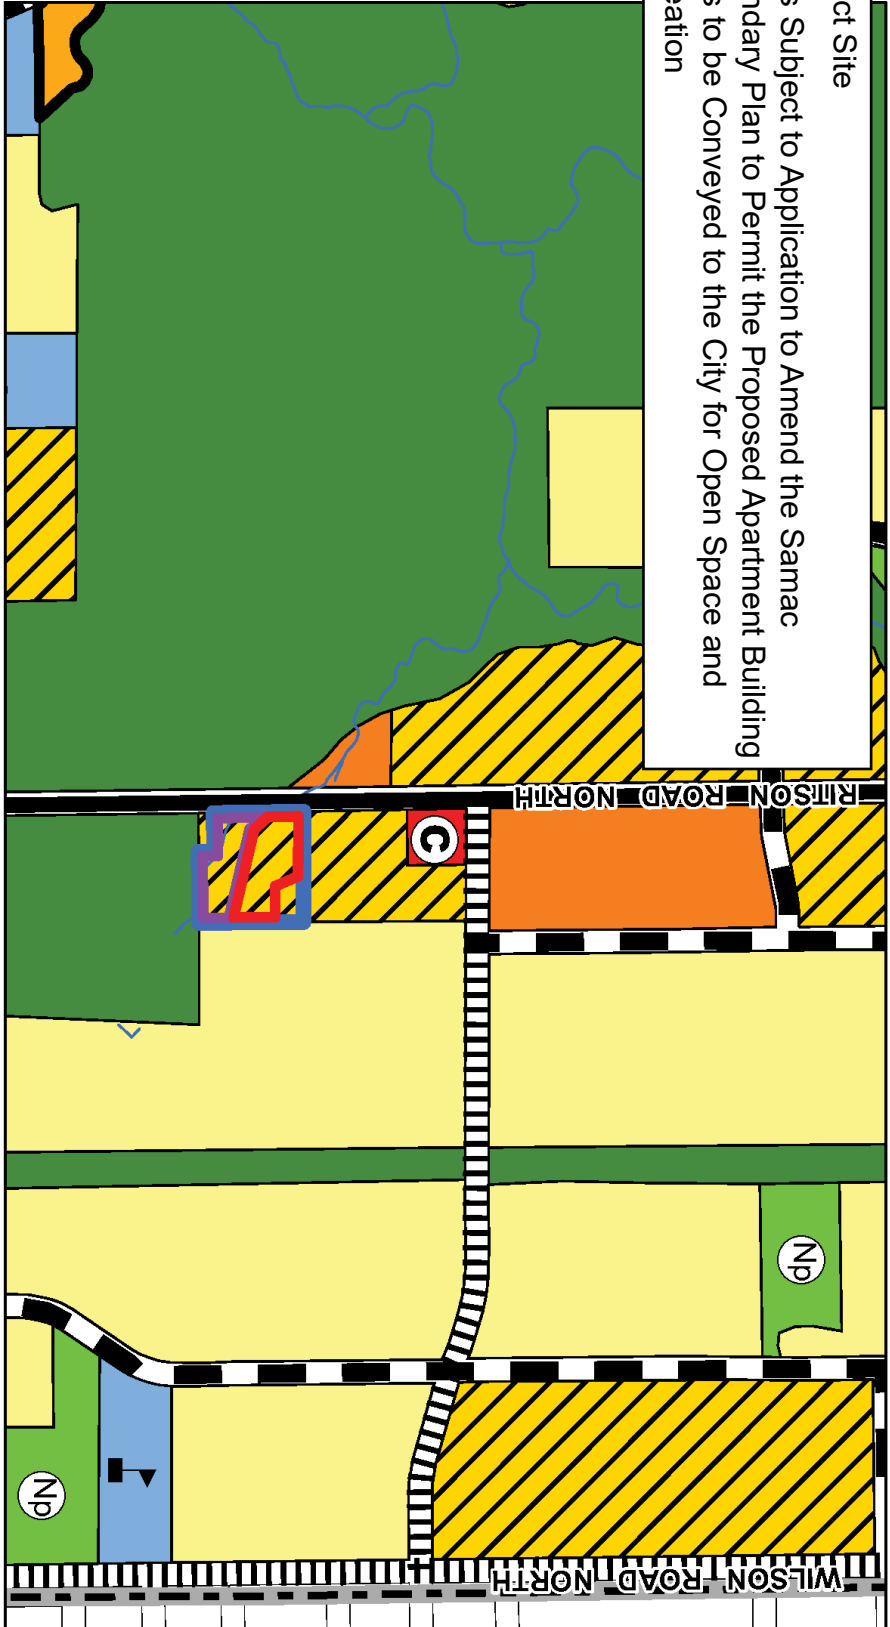 ct Site
s Subject to Application to Amend the Samac
ndary Plan to Permit the Proposed Apartment Building
s to be Conveyed to the City for Open Space and
eation
RITSON ROAD NORTH
C
Np
Np
WILSON ROAD NORTH